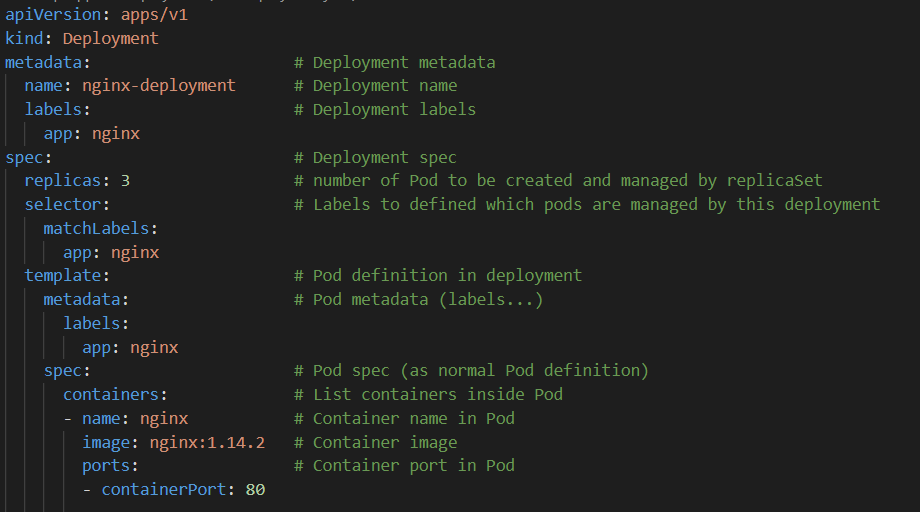 apiVersion: apps/v1
kind: Deployment
metadata:                     # Deployment metadata
  name: nginx-deployment      # Deployment name
  labels:                     # Deployment labels
    app: nginx
spec:                         # Deployment spec
  replicas: 3                 # number of Pod to be created and managed by replicaSet
  selector:                   # Labels to defined which pods are managed by this deployment
    matchLabels:
      app: nginx
  template:                   # Pod definition in deployment
    metadata:                 # Pod metadata (labels...)
      labels:
        app: nginx
    spec:                     # Pod spec (as normal Pod definition)
      containers:             # List containers inside Pod
      - name: nginx           # Container name in Pod
        image: nginx:1.14.2   # Container image
        ports:                # Container port in Pod
        - containerPort: 80